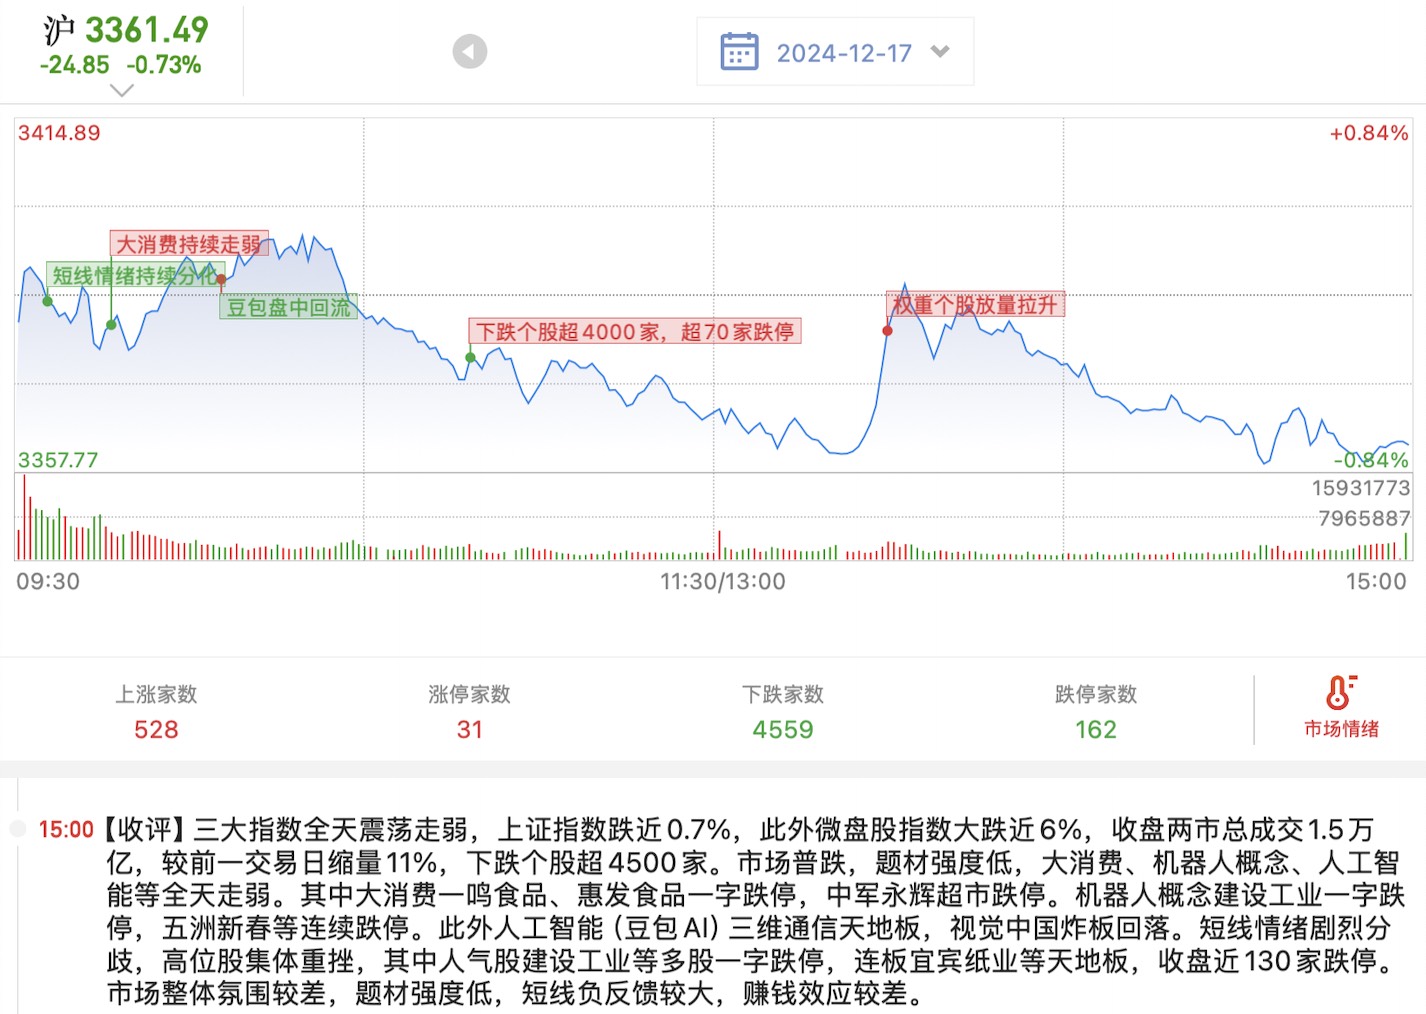 沪 3361.49
-24.85 -0.73%
2024-12-17
3414.89
+0.84%
大消费持续走弱
短线情绪持续分化
豆包盘中回流
权重个股放量拉升
下跌个股超4000家，超70家跌停
3357.77
-0.84%
15931773
7965887
09:30
11:30/13:00
15:00
上涨家数
涨停家数
下跌家数
跌停家数
528
31
4559
162
市场情绪
15:00【收评】三大指数全天震荡走弱，上证指数跌近0.7%，此外微盘股指数大跌近6%，收盘两市总成交1.5万
亿，较前一交易日缩量11%，下跌个股超4500家。市场普跌，题材强度低，大消费、机器人概念、人工智
能等全天走弱。其中大消费一鸣食品、惠发食品一字跌停，中军永辉超市跌停。机器人概念建设工业一字跌
停，五洲新春等连续跌停。此外人工智能（豆包AI）三维通信天地板，视觉中国炸板回落。短线情绪剧烈分
歧，高位股集体重挫，其中人气股建设工业等多股一字跌停，连板宜宾纸业等天地板，收盘近130家跌停。
市场整体氛围较差，题材强度低，短线负反馈较大，赚钱效应较差。